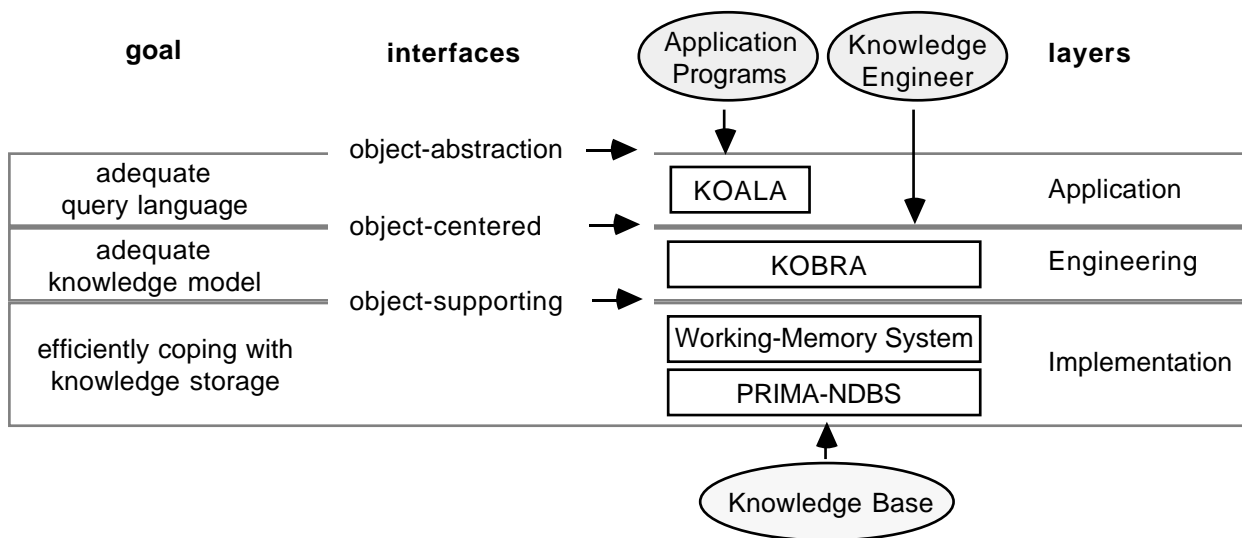 goal
interfaces
Application
Programs
Knowledge
Engineer
layers
object-abstraction
adequate
query language
KOALA
Application
object-centered
adequate
knowledge model
KOBRA
Engineering
object-supporting
efficiently coping with
knowledge storage
Working-Memory System
PRIMA-NDBS
Implementation
Knowledge Base